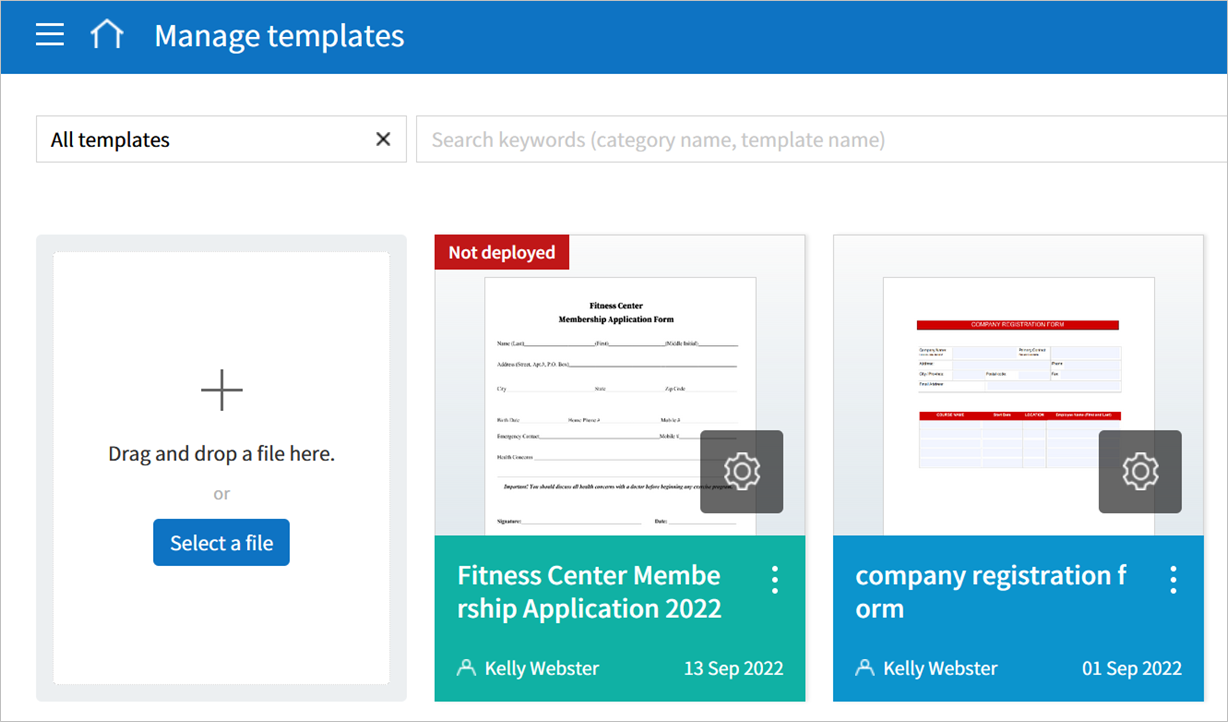 Manage templates
All templates
Search keywords (category name, template name)
Drag and drop a file here.
or
Select a file
Not deployed
Fitness Center
Membership Application Form
Name (Last) (First) (Middle Initial)
Address (Street, Apt.#, P.O. Box)
City State Zip Code
Birth Date Home Phone # Mobile #
Emergency Contact Mobile #
Health Concerns
Important! You should discuss all health concerns with a doctor before beginning any exercise program.
Signature: Date:
Fitness Center Membe
rship Application 2022
Kelly Webster 13 Sep 2022
COMPANY REGISTRATION FORM
Company Name Primary Contact
Address Phone
City / Province Postal code Fax
Email Address
COURSE NAME Start Date LOCATION Employee Name (First and Last)
company registration f
orm
Kelly Webster 01 Sep 2022